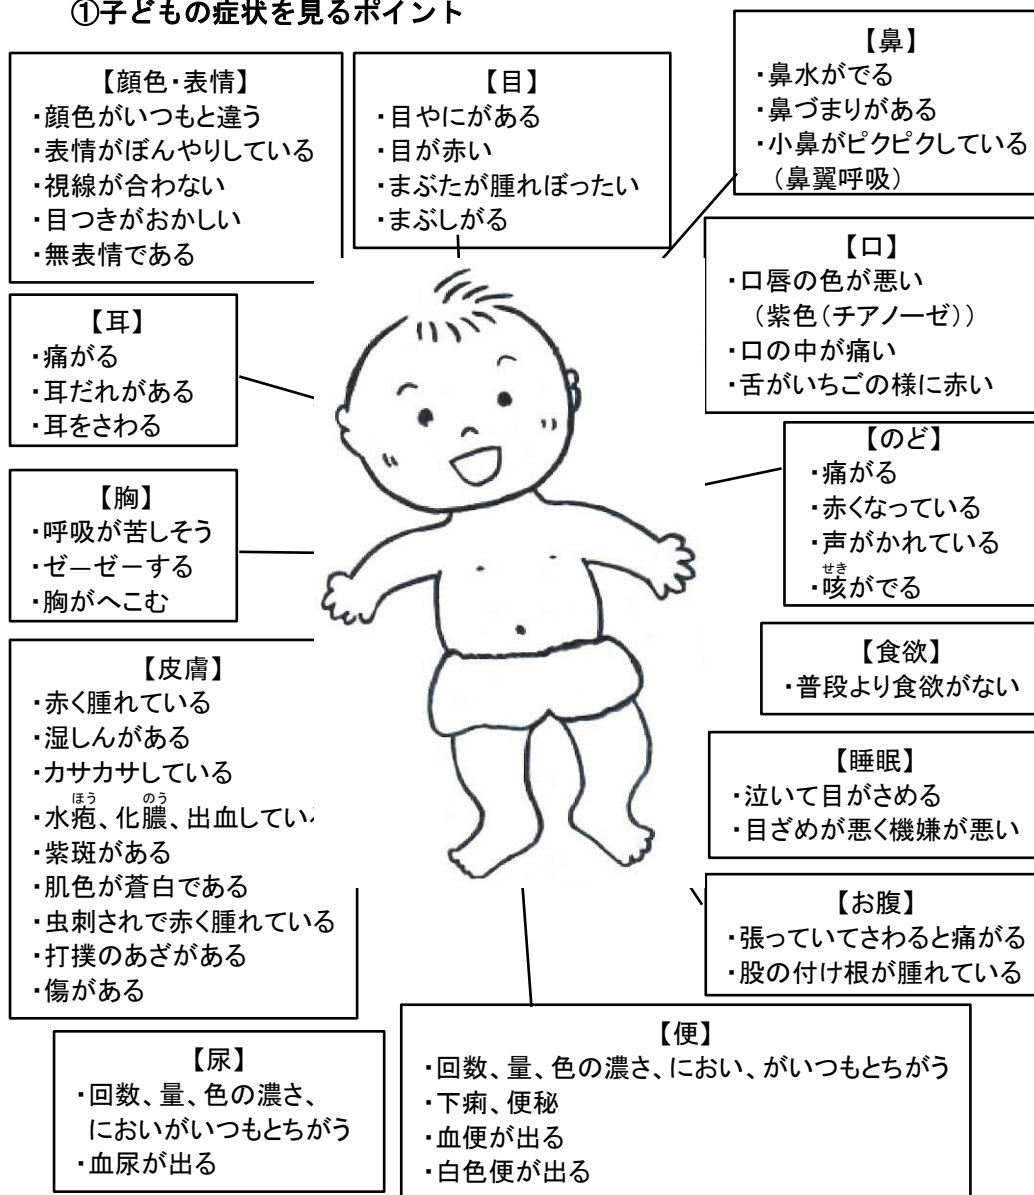 ①子どもの症状を見るポイント
【顔色・表情】
・顔色がいつもと違う
・表情がぼんやりしている
・視線が合わない
・目つきがおかしい
・無表情である
【目】
・目やにがある
・目が赤い
・まぶたが腫れぼったい
・まぶしがる
【鼻】
・鼻水がでる
・鼻づまりがある
・小鼻がピクピクしている
（鼻翼呼吸）
【口】
・口唇の色が悪い
（紫色（チアノーゼ））
・口の中が痛い
・舌がいちごの様に赤い
【耳】
・痛がる
・耳だれがある
・耳をさわる
【のど】
・痛がる
・赤くなっている
・声がかれている
せき
・咳がでる
【胸】
・呼吸が苦しそう
・ゼーゼーする
・胸がへこむ
【食欲】
・普段より食欲がない
【皮膚】
・赤く腫れている
・湿しんがある
・カサカサしている
ほう のう
・水疱、化膿、出血してい
・紫斑がある
・肌色が蒼白である
・虫刺されで赤く腫れている
・打撲のあざがある
・傷がある
【睡眠】
・泣いて目がさめる
・目ざめが悪く機嫌が悪い
【お腹】
・張っていてさわると痛がる
・股の付け根が腫れている
【尿】
・回数、量、色の濃さ、
においがいつもとちがう
・血尿が出る
【便】
・回数、量、色の濃さ、におい、がいつもとちがう
・下痢、便秘
・血便が出る
・白色便が出る